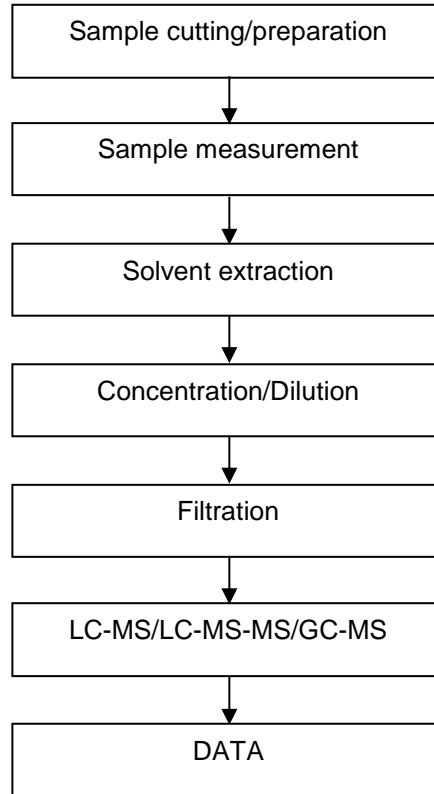 Sample cutting/preparation
Sample measurement
Solvent extraction
Concentration/Dilution
Filtration
LC-MS/LC-MS-MS/GC-MS
DATA